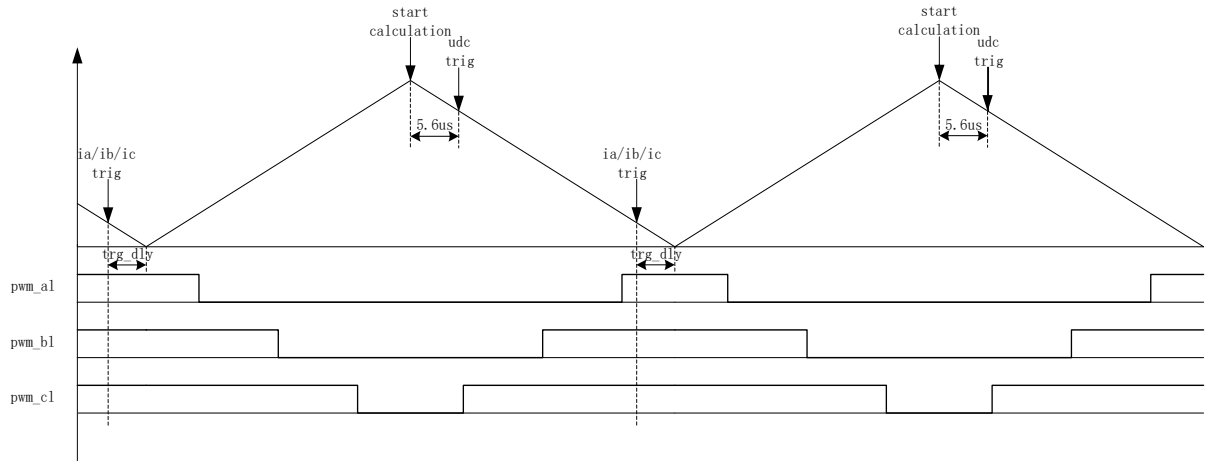 start
calculation
udc
trig
5.6us
ia/ib/ic
trig
trg_dly
start
calculation
udc
trig
5.6us
ia/ib/ic
trig
trg_dly
pwm_al
pwm_bl
pwm_cl